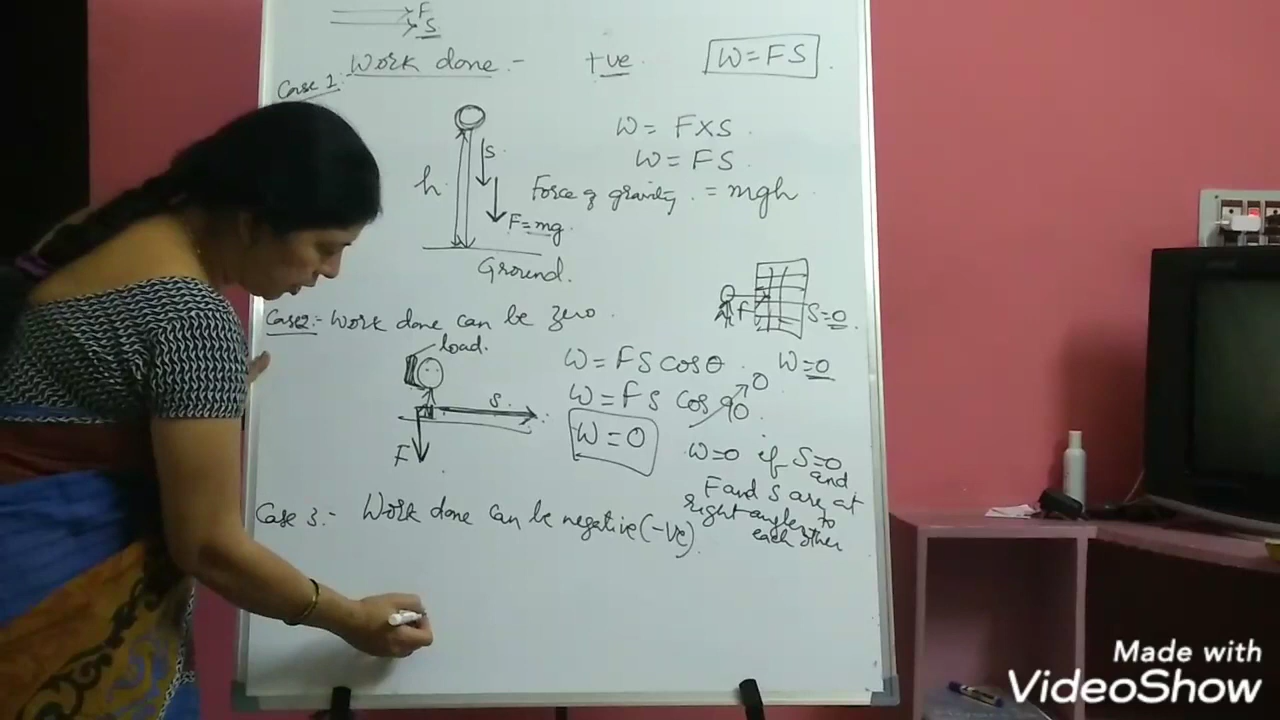 F
S
Work done :- +ve. W = FS
Case 1:-
S
W = F×S.
W = FS.
h
Force of gravity. = mgh
F = mg.
Ground.
Case2:- Work done can be zero.
F
S=0.
load.
W = FS cosθ. W=0
W = FS cos 90 0
S.
W = 0
F
W=0 if S=0
and
F and S are at
right angles to
each other
Case 3:- Work done can be negative (-ve).
Made with
VideoShow